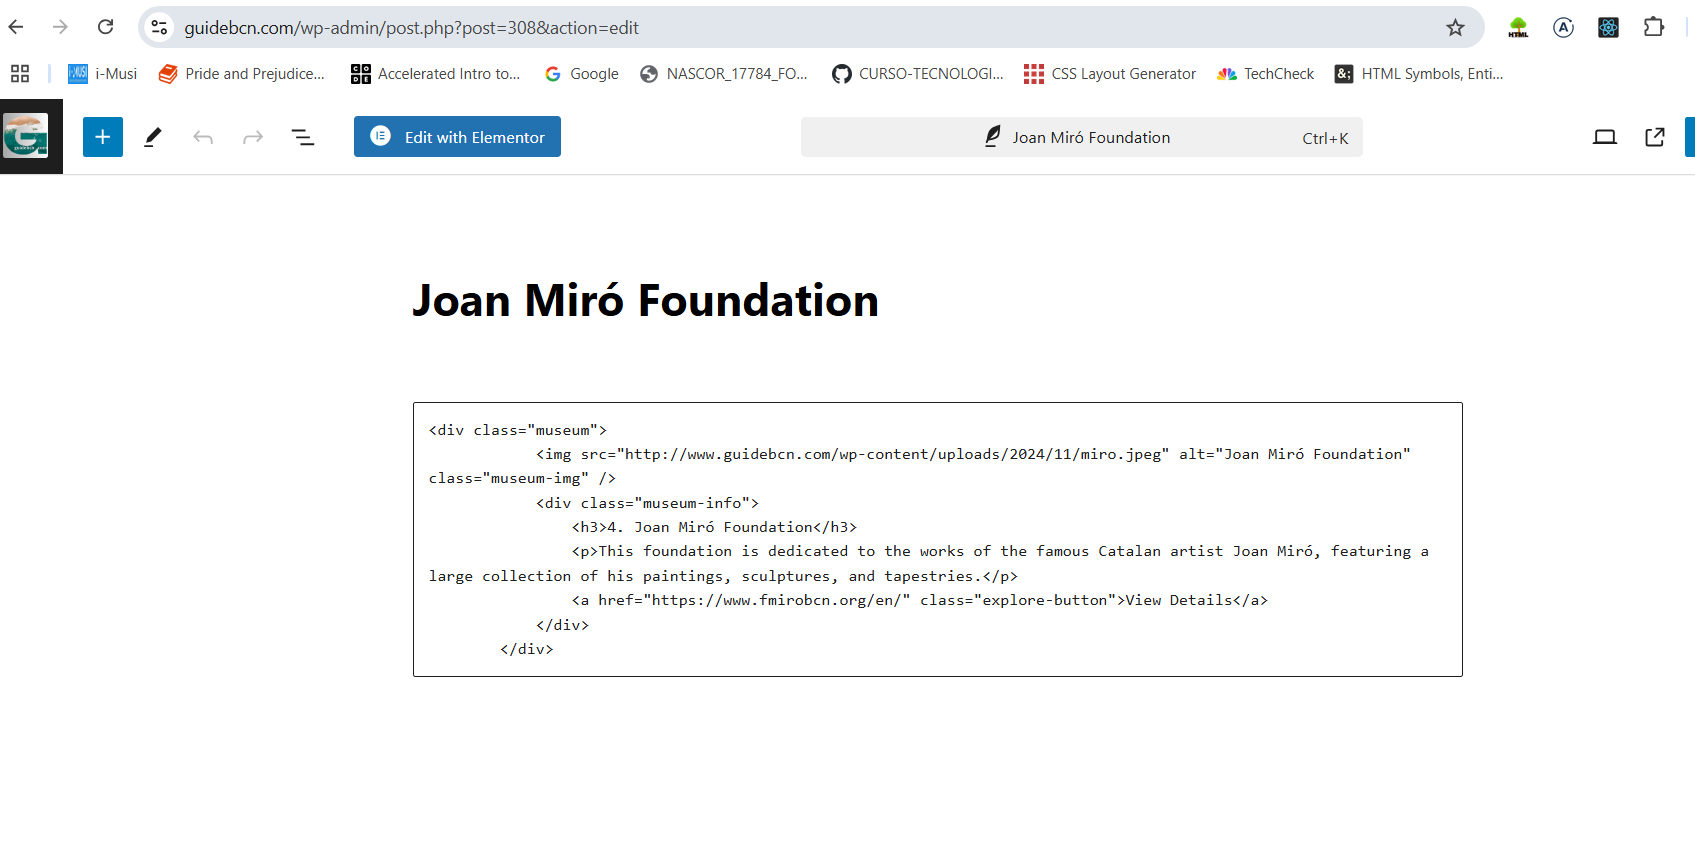 guidebcn.com/wp-admin/post.php?post=308&action=edit
HTML
A
i-Musi
Pride and Prejudice...
CODE
Accelerated Intro to...
Google
NASCOR_17784_FO...
CURSO-TECNOLOGI...
CSS Layout Generator
TechCheck
&;
HTML Symbols, Enti...
Edit with Elementor
Joan Miró Foundation
Ctrl+K
Joan Miró Foundation
<div class="museum">
<img src="http://www.guidebcn.com/wp-content/uploads/2024/11/miro.jpeg" alt="Joan Miró Foundation"
class="museum-img" />
<div class="museum-info">
<h3>4. Joan Miró Foundation</h3>
<p>This foundation is dedicated to the works of the famous Catalan artist Joan Miró, featuring a
large collection of his paintings, sculptures, and tapestries.</p>
<a href="https://www.fmirobcn.org/en/" class="explore-button">View Details</a>
</div>
</div>